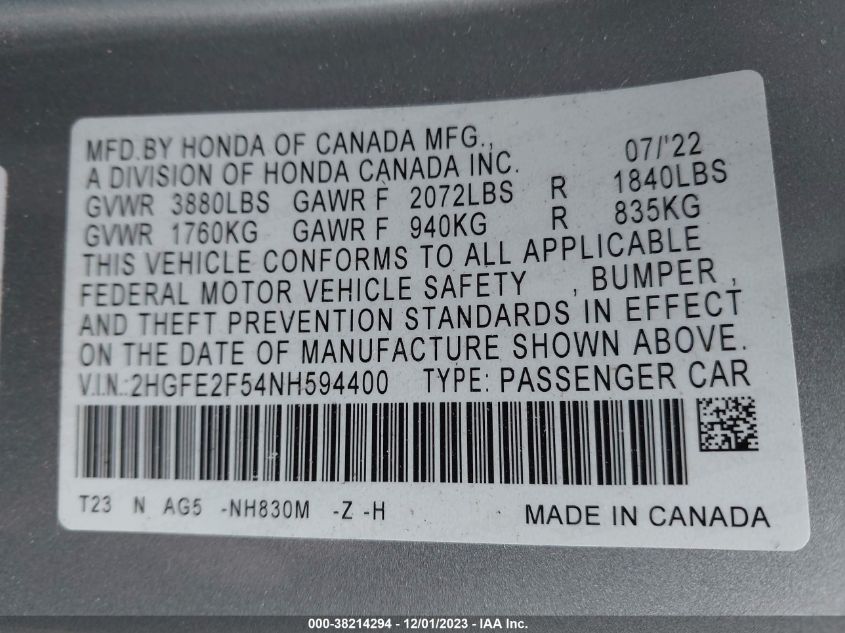 MFD.BY HONDA OF CANADA MFG., 07/'22
A DIVISION OF HONDA CANADA INC.
GVWR 3880LBS GAWR F 2072LBS R 1840LBS
GVWR 1760KG GAWR F 940KG R 835KG
THIS VEHICLE CONFORMS TO ALL APPLICABLE
FEDERAL MOTOR VEHICLE SAFETY , BUMPER ,
AND THEFT PREVENTION STANDARDS IN EFFECT
ON THE DATE OF MANUFACTURE SHOWN ABOVE.
V.I.N.:2HGFE2F54NH594400 TYPE: PASSENGER CAR
T23 N AG5 -NH830M -Z -H MADE IN CANADA
000-38214294 - 12/01/2023 - IAA Inc.